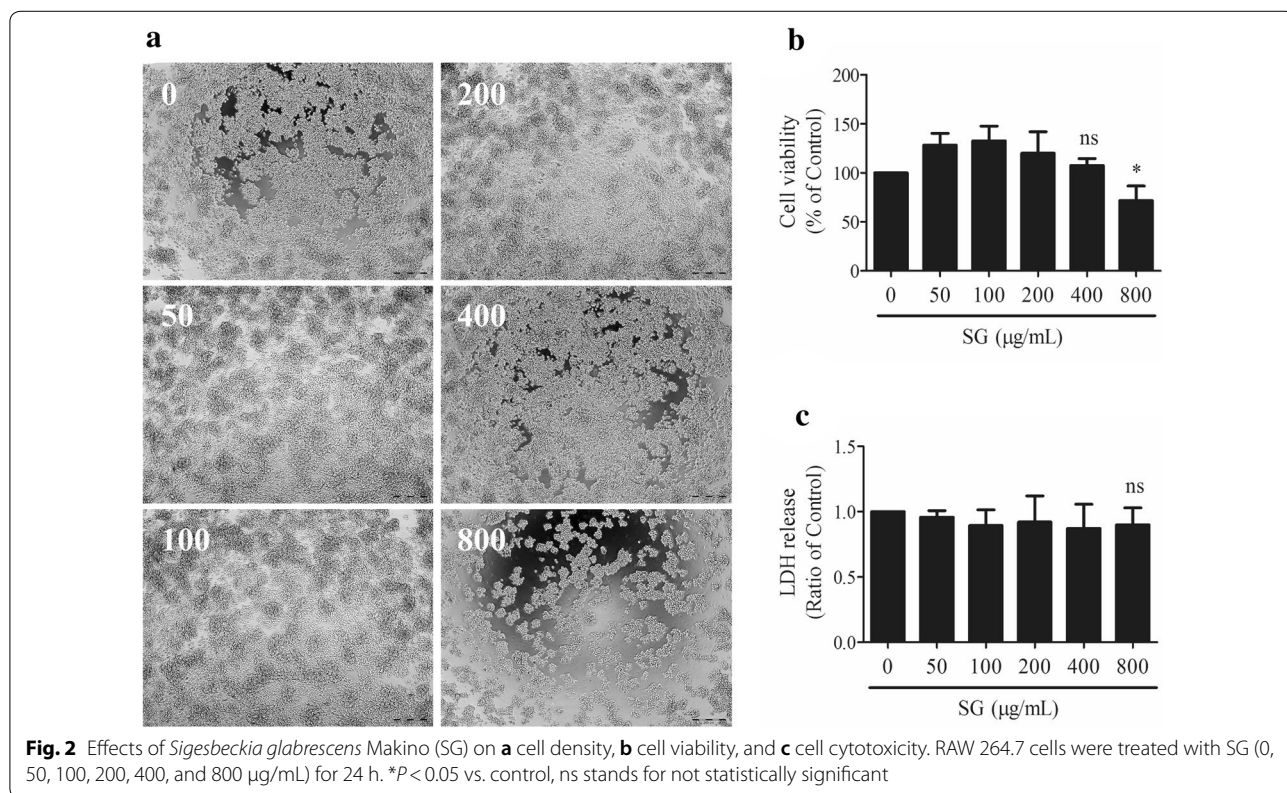 a
0
200
50
400
100
800
b
Cell viability
(% of Control)
200
150
100
50
0
ns
*
0 50 100 200 400 800
SG (μg/mL)
c
LDH release
(Ratio of Control)
1.5
1.0
0.5
0.0
ns
0 50 100 200 400 800
SG (μg/mL)
Fig. 2 Effects of Sigesbeckia glabrescens Makino (SG) on a cell density, b cell viability, and c cell cytotoxicity. RAW 264.7 cells were treated with SG (0,
50, 100, 200, 400, and 800 μg/mL) for 24 h. *P < 0.05 vs. control, ns stands for not statistically significant